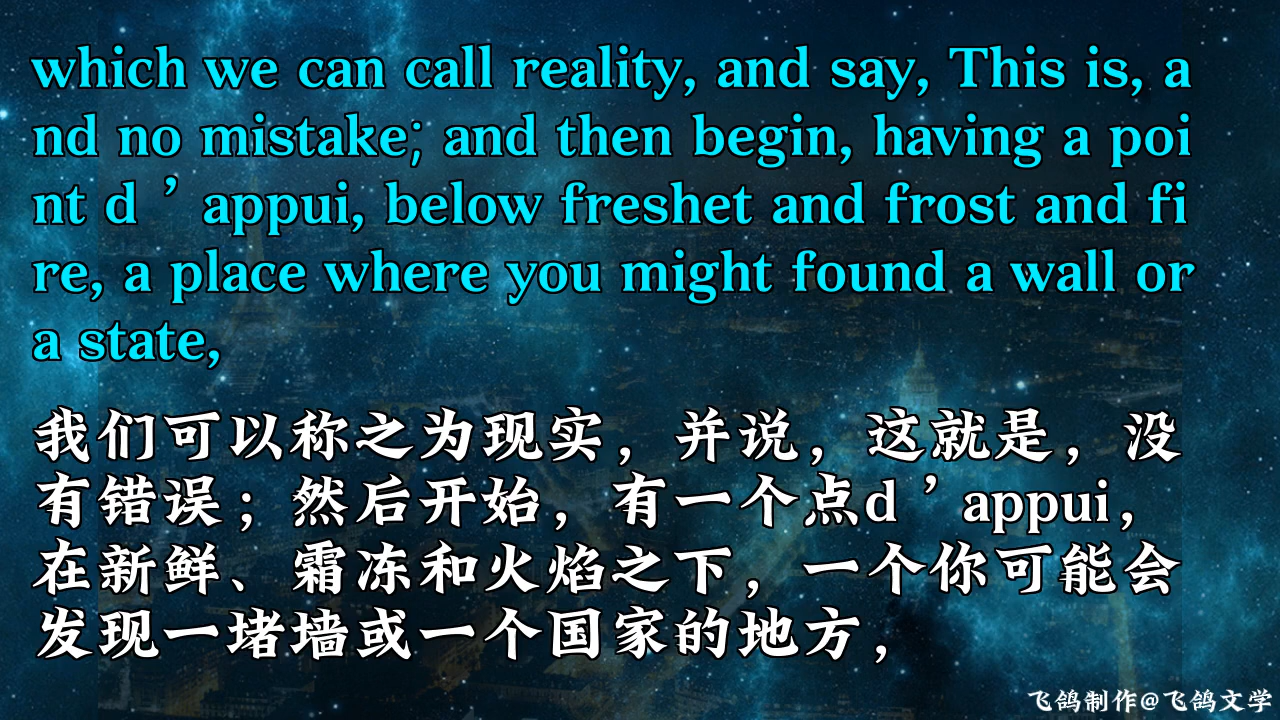 which we can call reality, and say, This is, a
nd no mistake; and then begin, having a poi
nt d ’ appui, below freshet and frost and fi
re, a place where you might found a wall or
a state,
我们可以称之为现实，并说，这就是，没
有错误；然后开始，有一个点d ’ appui，
在新鲜、霜冻和火焰之下，一个你可能会
发现一堵墙或一个国家的地方，
飞鸽制作@飞鸽文学